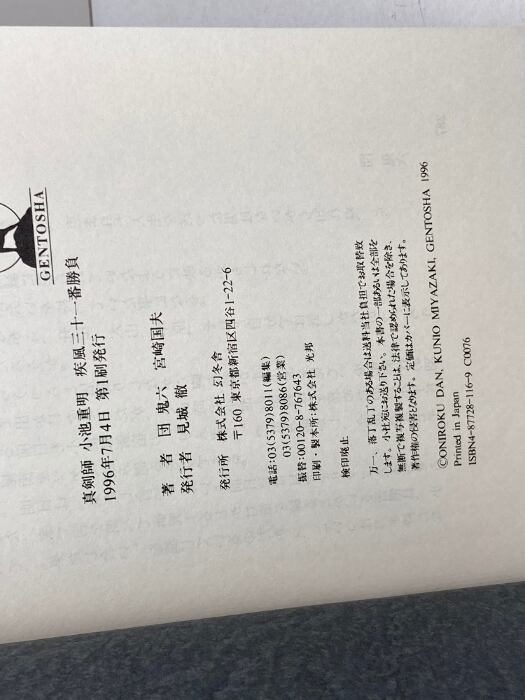 GENTOSHA
真剣師 小池重明 疾風三十一番勝負
1996年7月4日 第1刷発行
著 者 団 鬼六 宮崎国夫
発行者 見城 徹
発行所 株式会社 幻冬舎
〒160 東京都新宿区四谷1-22-6
電話:03(5379)8011(編集)
03(5379)8086(営業)
振替:00120-8-767643
印刷・製本所:株式会社 光邦
検印廃止
万一、落丁乱丁のある場合は送料当社負担でお取替致
します。小社宛にお送り下さい。本書の一部あるいは全部を
無断で複写複製することは、法律で認められた場合を除き、
著作権の侵害となります。定価はカバーに表示してあります。
©ONIROKU DAN, KUNIO MIYAZAKI, GENTOSHA 1996
Printed in Japan
ISBN4-87728-116-9 C0076